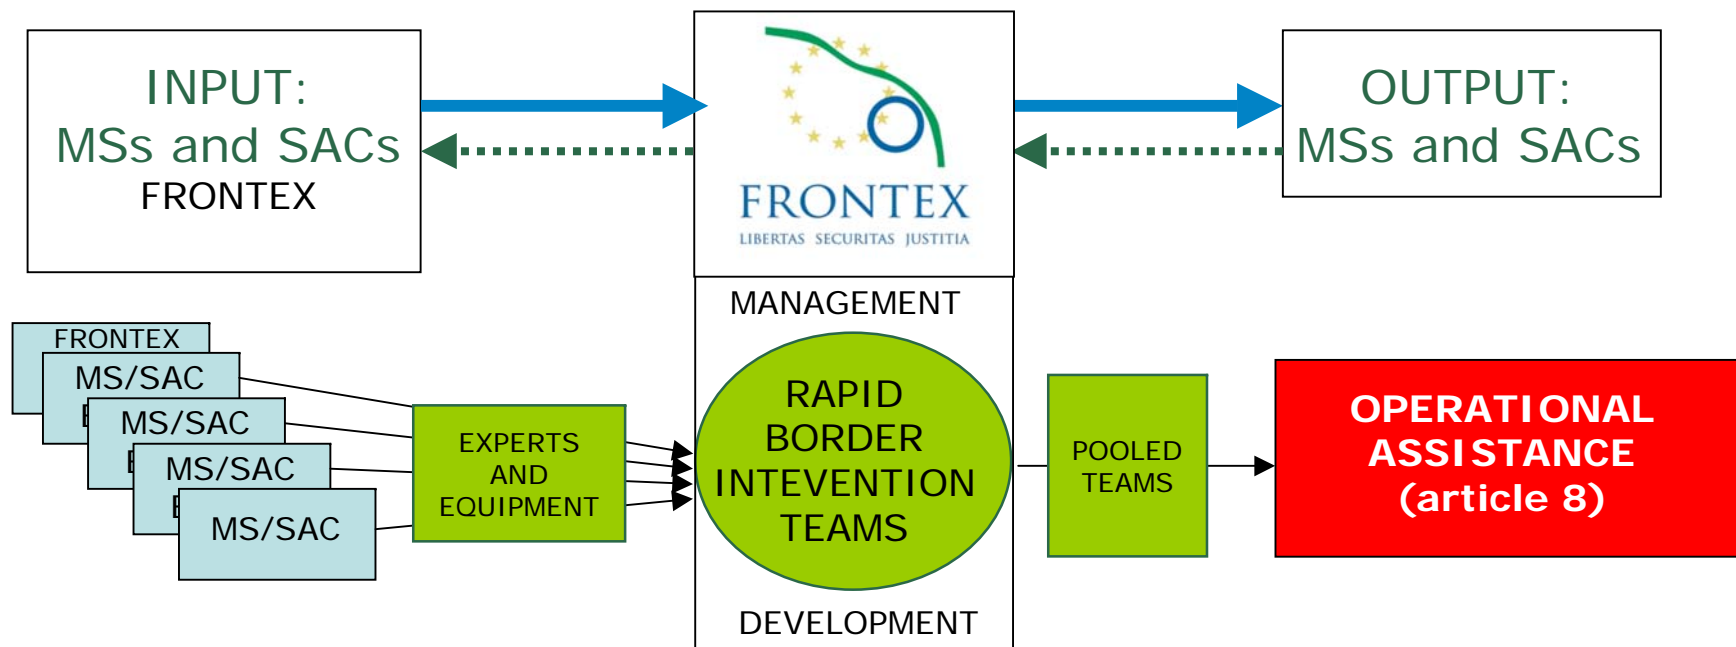 INPUT:
MSs and SACs
FRONTEX
FRONTEX
LIBERTAS SECURITAS JUSTITIA
OUTPUT:
MSs and SACs
MANAGEMENT
FRONTEX
MS/SAC
MS/SAC
MS/SAC
MS/SAC
EXPERTS
AND
EQUIPMENT
RAPID
BORDER
INTEVENTION
TEAMS
POOLED
TEAMS
OPERATIONAL
ASSISTANCE
(article 8)
DEVELOPMENT